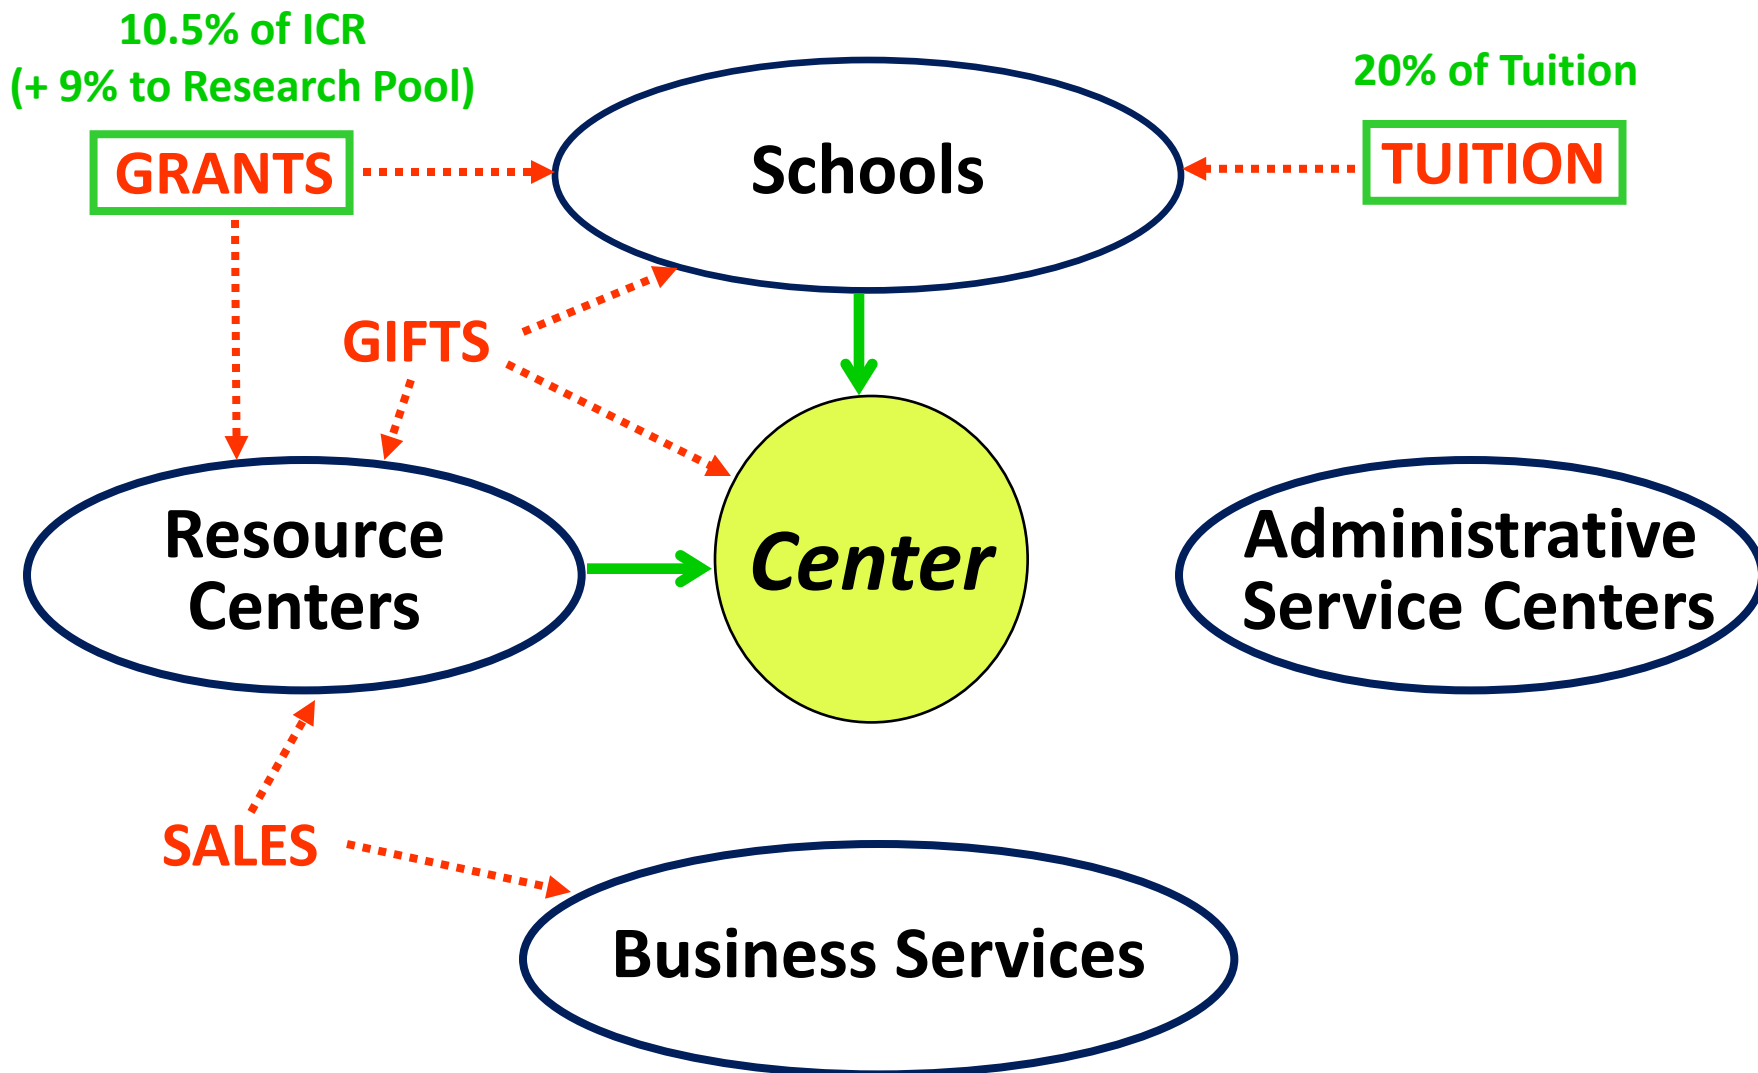 10.5% of ICR
(+ 9% to Research Pool)
20% of Tuition
GRANTS
Schools
TUITION
GIFTS
Resource
Centers
Center
Administrative
Service Centers
SALES
Business Services